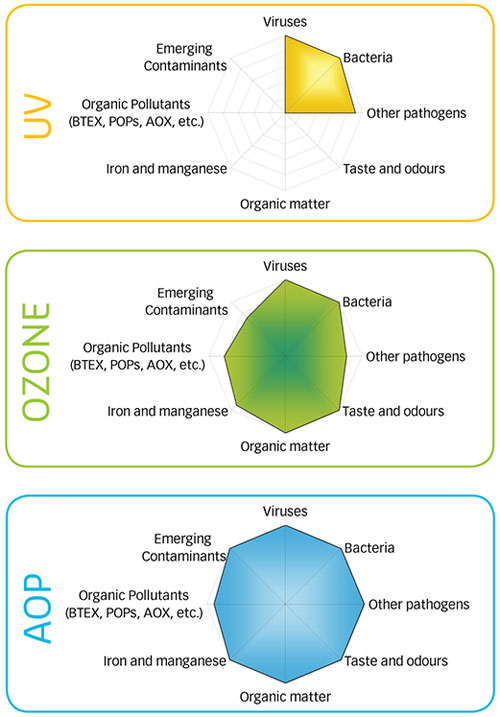 UV
Viruses
Emerging
Contaminants
Bacteria
Organic Pollutants
(BTEX, POPs, AOX, etc.)
Other pathogens
Iron and manganese
Taste and odours
Organic matter
OZONE
Viruses
Emerging
Contaminants
Bacteria
Organic Pollutants
(BTEX, POPs, AOX, etc.)
Other pathogens
Iron and manganese
Taste and odours
Organic matter
AOP
Viruses
Emerging
Contaminants
Bacteria
Organic Pollutants
(BTEX, POPs, AOX, etc.)
Other pathogens
Iron and manganese
Taste and odours
Organic matter